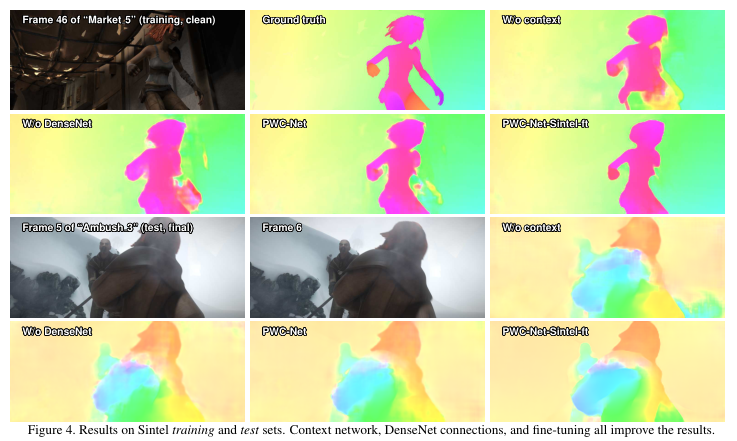 Frame 46 of “Market_5” (training, clean)
Ground truth
W/o context
W/o DenseNet
PWC-Net
PWC-Net-Sintel-ft
Frame 5 of “Ambush_3” (test, final)
Frame 6
W/o context
W/o DenseNet
PWC-Net
PWC-Net-Sintel-ft
Figure 4. Results on Sintel training and test sets. Context network, DenseNet connections, and fine-tuning all improve the results.